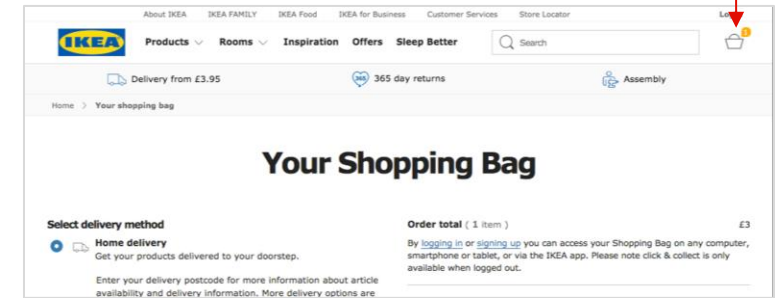 About IKEA IKEA FAMILY IKEA Food IKEA for Business Customer Services Store Locator
IKEA Products Rooms Inspiration Offers Sleep Better Search 1
Delivery from £3.95 365 365 day returns Assembly
Home > Your shopping bag
Your Shopping Bag
Select delivery method
Home delivery
Get your products delivered to your doorstep.
Enter your delivery postcode for more information about article
availability and delivery information. More delivery options are
Order total ( 1 item ) £3
By logging in or signing up you can access your Shopping Bag on any computer,
smartphone or tablet, or via the IKEA app. Please note click & collect is only
available when logged out.